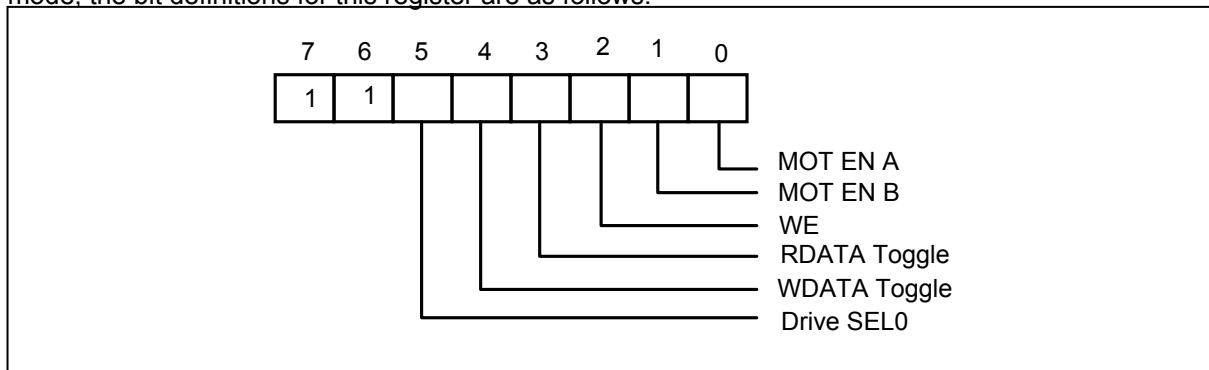 mode, the bit definitions for this register are as follows:
7 6 5 4 3 2 1 0
1 1
MOT EN A
MOT EN B
WE
RDATA Toggle
WDATA Toggle
Drive SEL0